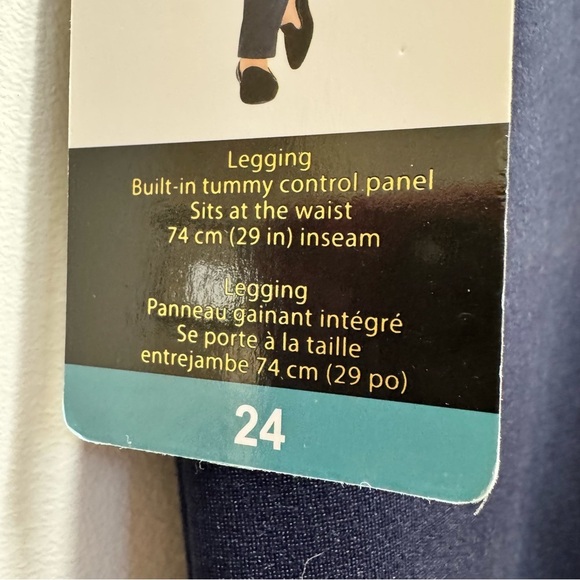 Legging
Built-in tummy control panel
Sits at the waist
74 cm (29 in) inseam
Legging
Panneau gainant intégré
Se porte à la taille
entrejambe 74 cm (29 po)
24